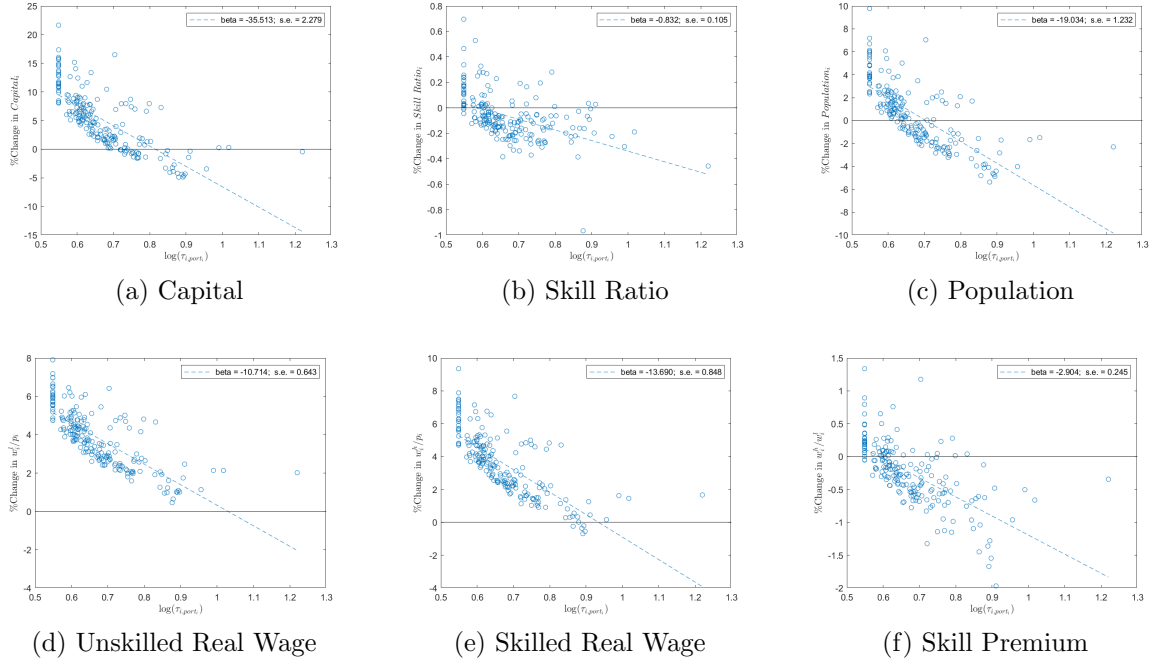 beta = -35.513; s.e. = 2.279
%Change in Capital_i
25
20
15
10
5
0
-5
-10
-15
0.5 0.6 0.7 0.8 0.9 1 1.1 1.2 1.3
log(τ_{i,port_i})
(a) Capital
beta = -0.832; s.e. = 0.105
%Change in Skill Ratio_i
0.8
0.6
0.4
0.2
0
-0.2
-0.4
-0.6
-0.8
-1
0.5 0.6 0.7 0.8 0.9 1 1.1 1.2 1.3
log(τ_{i,port_i})
(b) Skill Ratio
beta = -19.034; s.e. = 1.232
%Change in Population_i
10
8
6
4
2
0
-2
-4
-6
-8
-10
0.5 0.6 0.7 0.8 0.9 1 1.1 1.2 1.3
log(τ_{i,port_i})
(c) Population
beta = -10.714; s.e. = 0.643
%Change in w_i^l/p_i
8
6
4
2
0
-2
-4
0.5 0.6 0.7 0.8 0.9 1 1.1 1.2 1.3
log(τ_{i,port_i})
(d) Unskilled Real Wage
beta = -13.690; s.e. = 0.848
%Change in w_i^h/p_i
10
8
6
4
2
0
-2
-4
0.5 0.6 0.7 0.8 0.9 1 1.1 1.2 1.3
log(τ_{i,port_i})
(e) Skilled Real Wage
beta = -2.904; s.e. = 0.245
%Change in w_i^h/w_i^l
1.5
1
0.5
0
-0.5
-1
-1.5
-2
0.5 0.6 0.7 0.8 0.9 1 1.1 1.2 1.3
log(τ_{i,port_i})
(f) Skill Premium